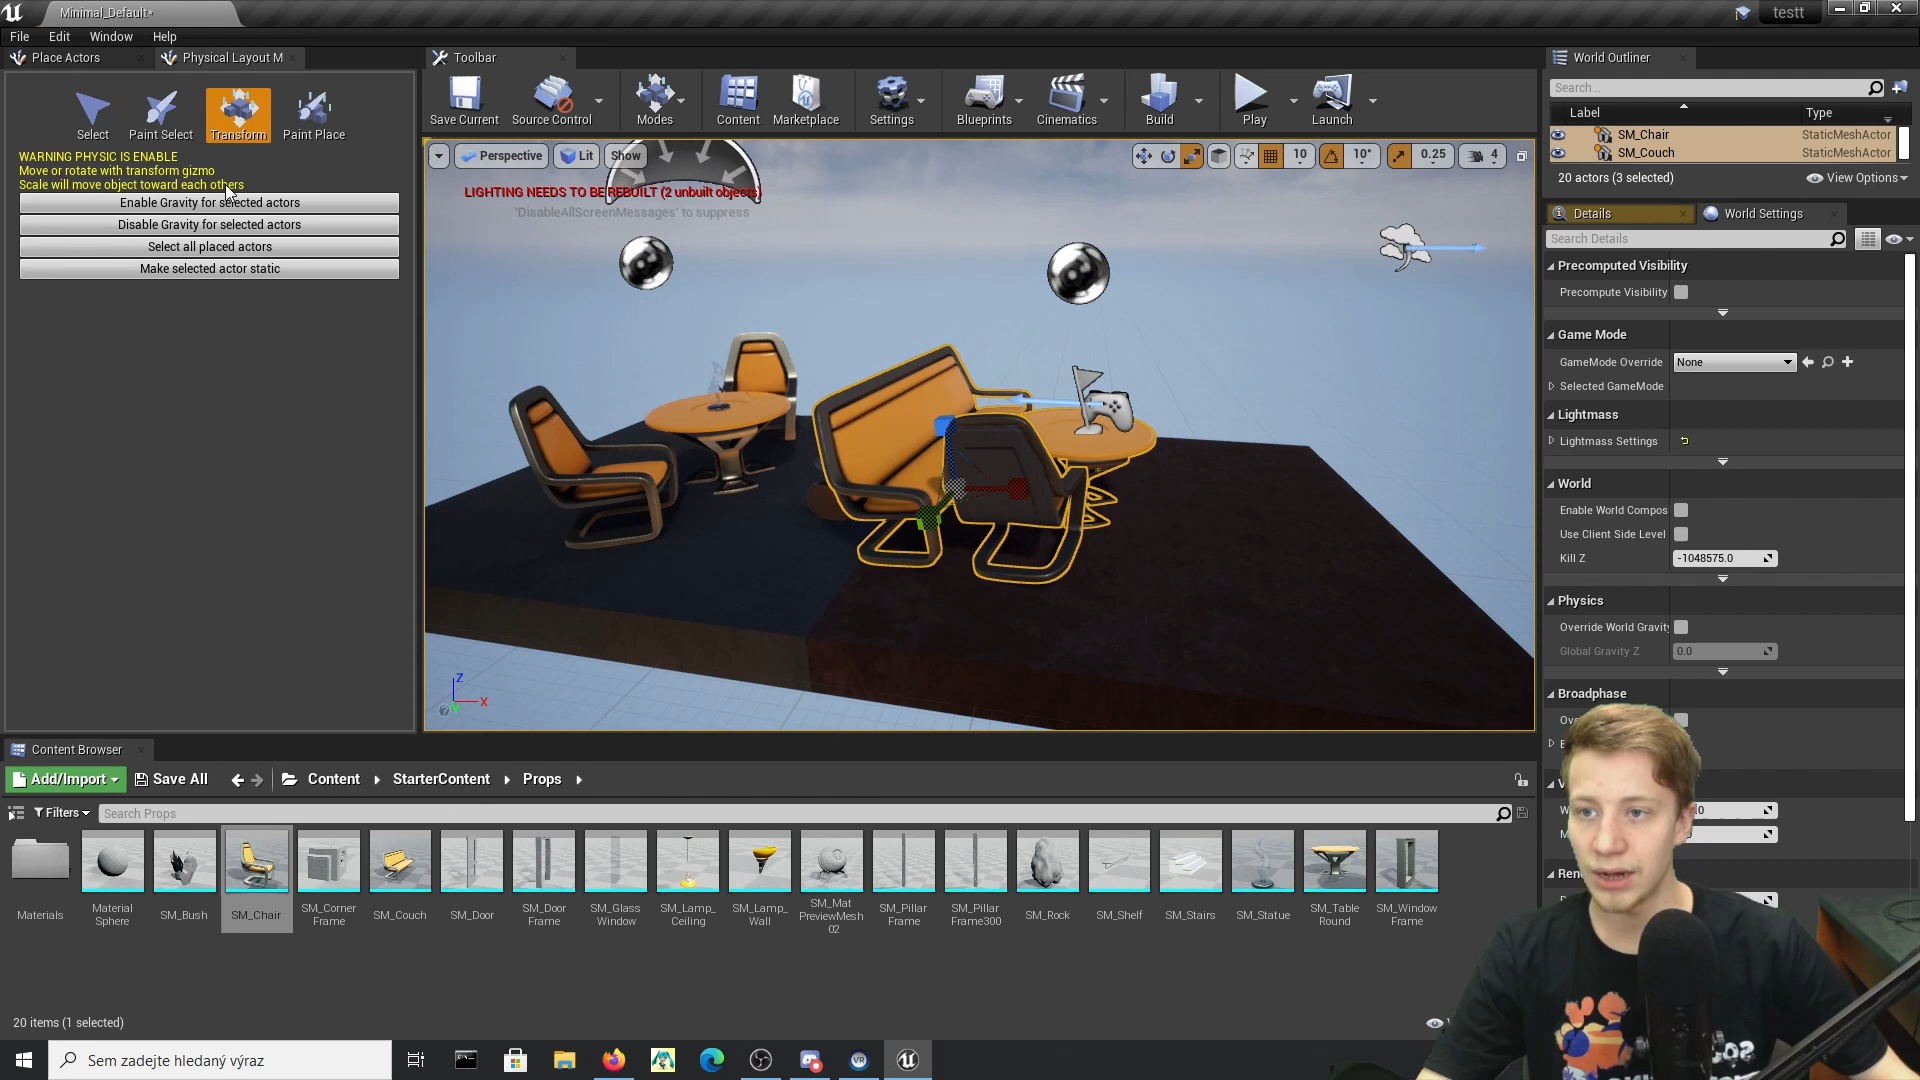 Minimal_Default*
testt
File Edit Window Help
Place Actors
Physical Layout M
Toolbar
World Outliner
Select
Paint Select
Transform
Paint Place
WARNING PHYSIC IS ENABLE
Move or rotate with transform gizmo
Scale will move object toward each others
Enable Gravity for selected actors
Disable Gravity for selected actors
Select all placed actors
Make selected actor static
Save Current
Source Control
Modes
Content
Marketplace
Settings
Blueprints
Cinematics
Build
Play
Launch
Perspective
Lit
Show
10
10°
0.25
4
LIGHTING NEEDS TO BE REBUILT (2 unbuilt objects)
'DisableAllScreenMessages' to suppress
Z
X
Y
Search...
Label
Type
SM_Chair
StaticMeshActor
SM_Couch
StaticMeshActor
20 actors (3 selected)
View Options
Details
World Settings
Search Details
Precomputed Visibility
Precompute Visibility
Game Mode
GameMode Override
None
Selected GameMode
Lightmass
Lightmass Settings
World
Enable World Compos
Use Client Side Level
Kill Z
-1048575.0
Physics
Override World Gravity
Global Gravity Z
0.0
Broadphase
Content Browser
Add/Import
Save All
Content
StarterContent
Props
Filters
Search Props
Materials
Material
Sphere
SM_Bush
SM_Chair
SM_Corner
Frame
SM_Couch
SM_Door
SM_Door
Frame
SM_Glass
Window
SM_Lamp_
Ceiling
SM_Lamp_
Wall
SM_Mat
PreviewMesh
02
SM_Pillar
Frame
SM_Pillar
Frame300
SM_Rock
SM_Shelf
SM_Stairs
SM_Statue
SM_Table
Round
SM_Window
Frame
20 items (1 selected)
Sem zadejte hledaný výraz